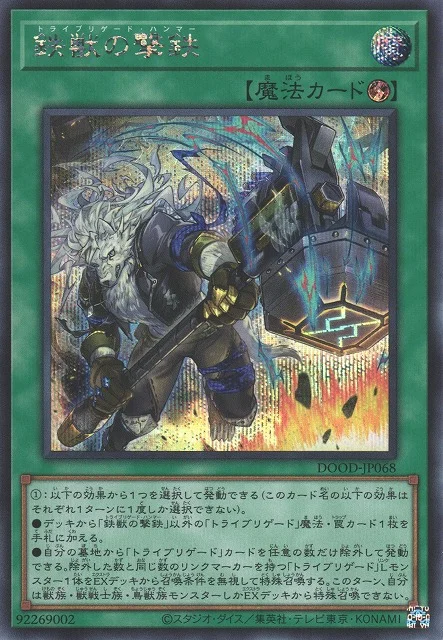 トライブリゲード・ハンマー
鉄獣の撃鉄
まほう
【魔法カード】
DOOD-JP068
①:以下の効果から1つを選択して発動できる(このカード名の以下の効果は
それぞれ1ターンに1度しか選択できない)。
●デッキから「鉄獣の撃鉄」以外の「トライブリゲード」魔法・罠カード1枚を
手札に加える。
●自分の墓地から「トライブリゲード」カードを任意の数だけ除外して発動
できる。除外した数と同じ数のリンクマーカーを持つ「トライブリゲード」Lモン
スター1体をEXデッキから召喚条件を無視して特殊召喚する。このターン、自分
は獣族・獣戦士族・鳥獣族モンスターしかEXデッキから特殊召喚できない。
92269002
©スタジオ・ダイス/集英社・テレビ東京・KONAMI